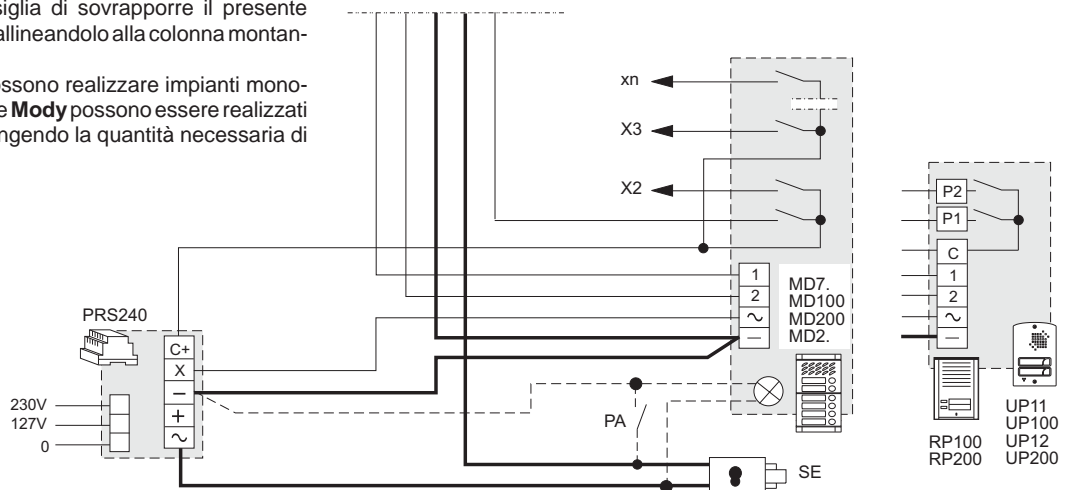 siglia di sovrapporre il presente
allineandolo alla colonna montan-
ossono realizzare impianti mono-
e Mody possono essere realizzati
ngendo la quantità necessaria di
xn
X3
X2
P2
P1
C
1
2
~
—
1
2
~
—
MD7.
MD100
MD200
MD2.
PRS240
C+
X
—
+
~
230V
127V
0
PA
SE
RP100
RP200
UP11
UP100
UP12
UP200